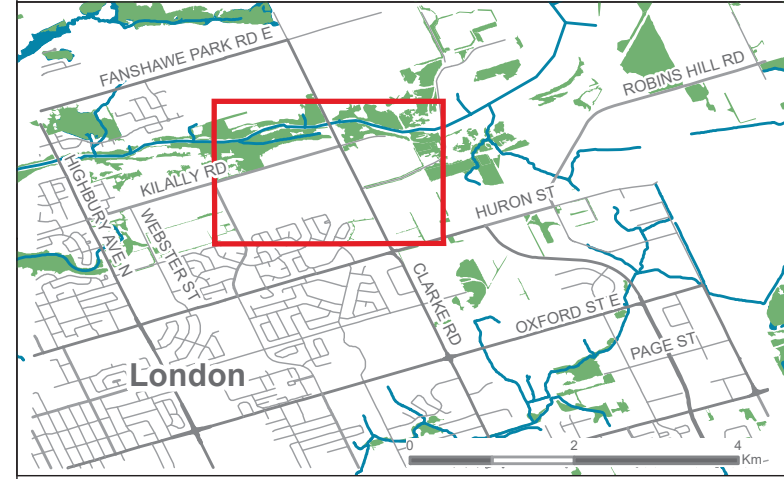 FANSHAWE PARK RD E
ROBINS HILL RD
KILALLY RD
HIGHBURY AVE N
WEBSTER ST
HURON ST
CLARKE RD
OXFORD ST E
PAGE ST
London
0 2 4
Km